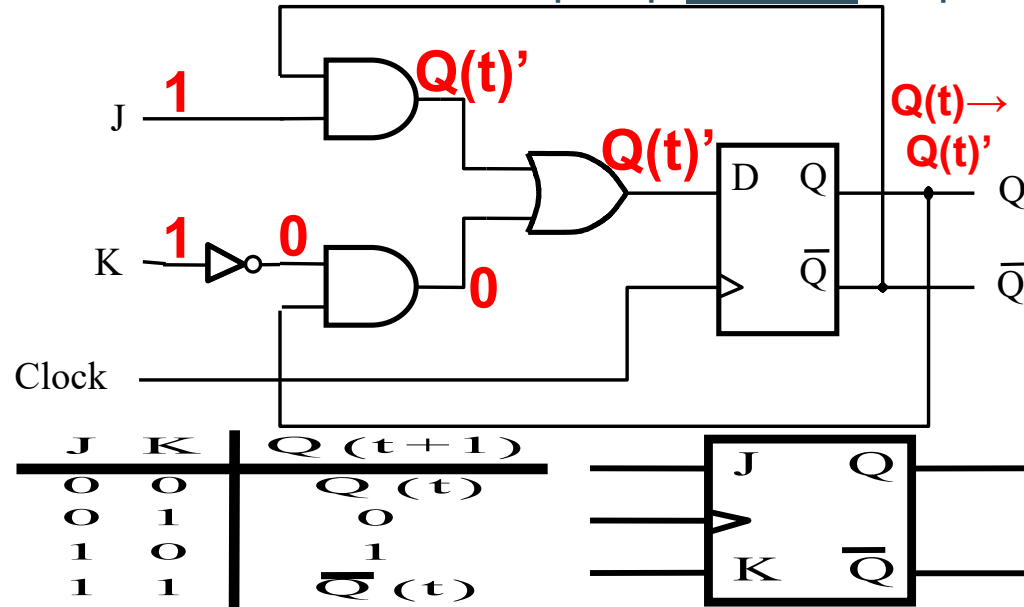 1
Q(t)’
J
Q(t)→
Q(t)’
Q(t)’
D Q
Q
1
0
K
Q̅
Q̅
0
Clock
J K Q (t+1)
0 0 Q (t)
0 1 0
1 0 1
1 1 Q̅ (t)
J Q
K Q̅